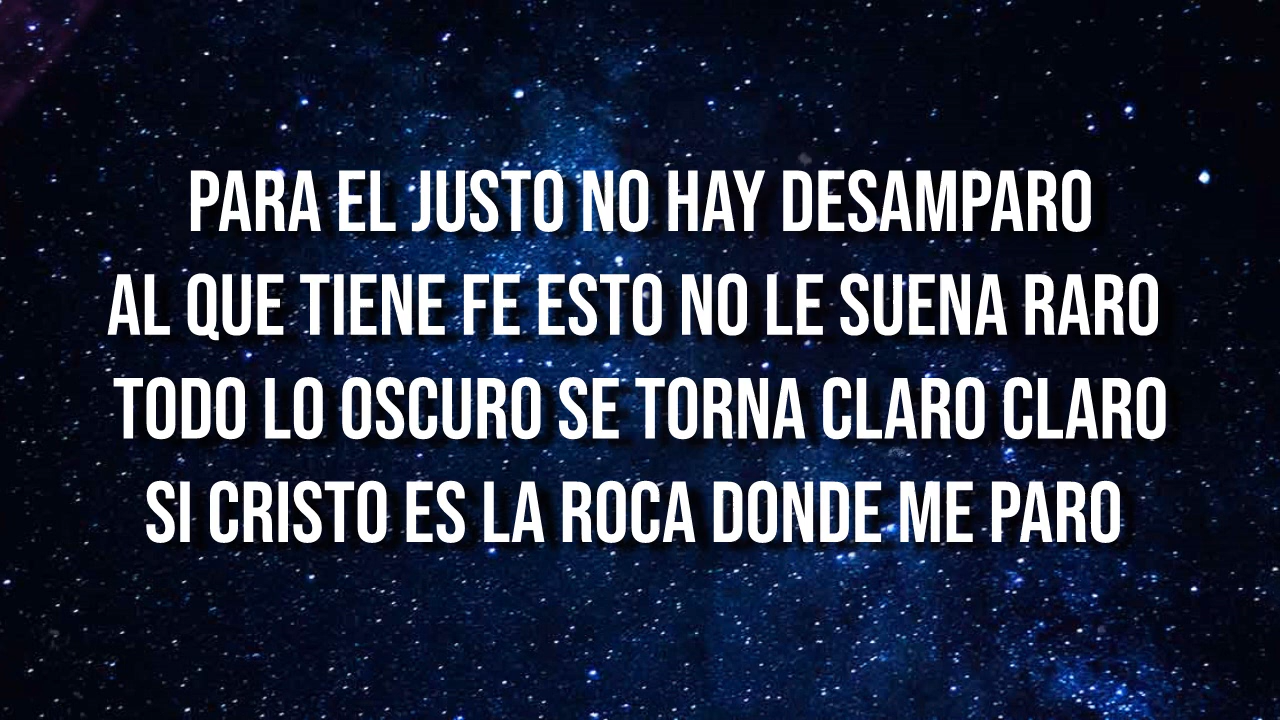 PARA EL JUSTO NO HAY DESAMPARO
AL QUE TIENE FE ESTO NO LE SUENA RARO
TODO LO OSCURO SE TORNA CLARO CLARO
SI CRISTO ES LA ROCA DONDE ME PARO